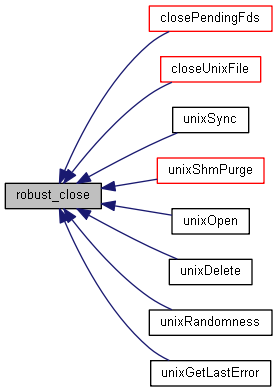 closePendingFds
closeUnixFile
unixSync
unixShmPurge
robust_close
unixOpen
unixDelete
unixRandomness
unixGetLastError